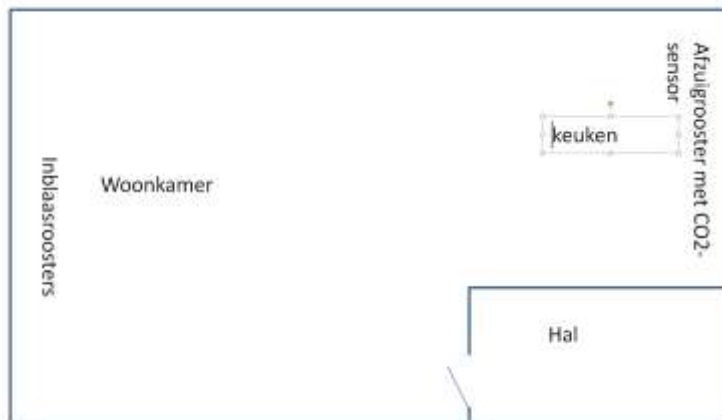 Inblaasroosters
Woonkamer
keuken
Afzuigrooster met CO2-
sensor
Hal